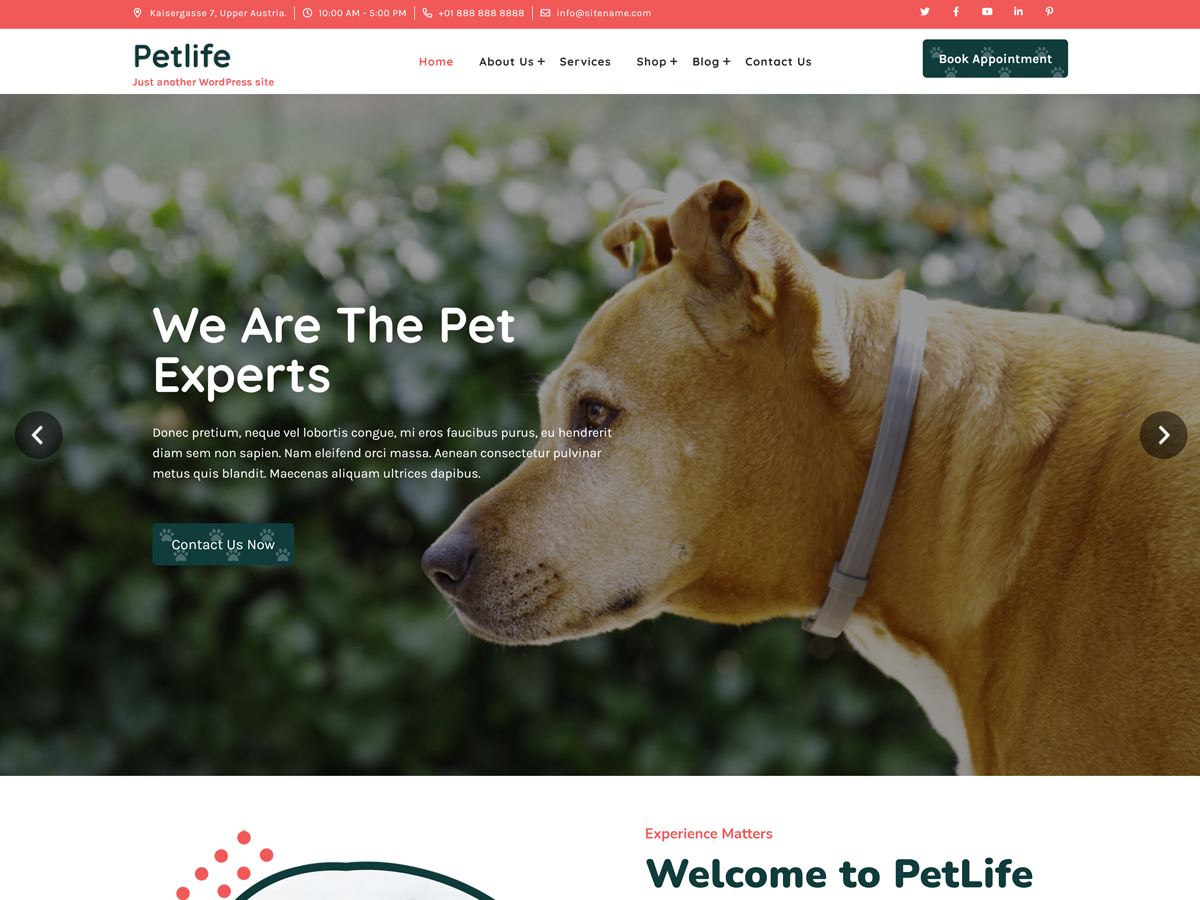 Kaisergasse 7, Upper Austria.
10:00 AM - 5:00 PM
+01 888 888 8888
info@sitename.com
Petlife
Just another WordPress site
Home
About Us +
Services
Shop +
Blog +
Contact Us
Book Appointment
We Are The Pet
Experts
Donec pretium, neque vel lobortis congue, mi eros faucibus purus, eu hendrerit
diam sem non sapien. Nam eleifend orci massa. Aenean consectetur pulvinar
metus quis blandit. Maecenas aliquam ultrices dapibus.
Contact Us Now
Experience Matters
Welcome to PetLife